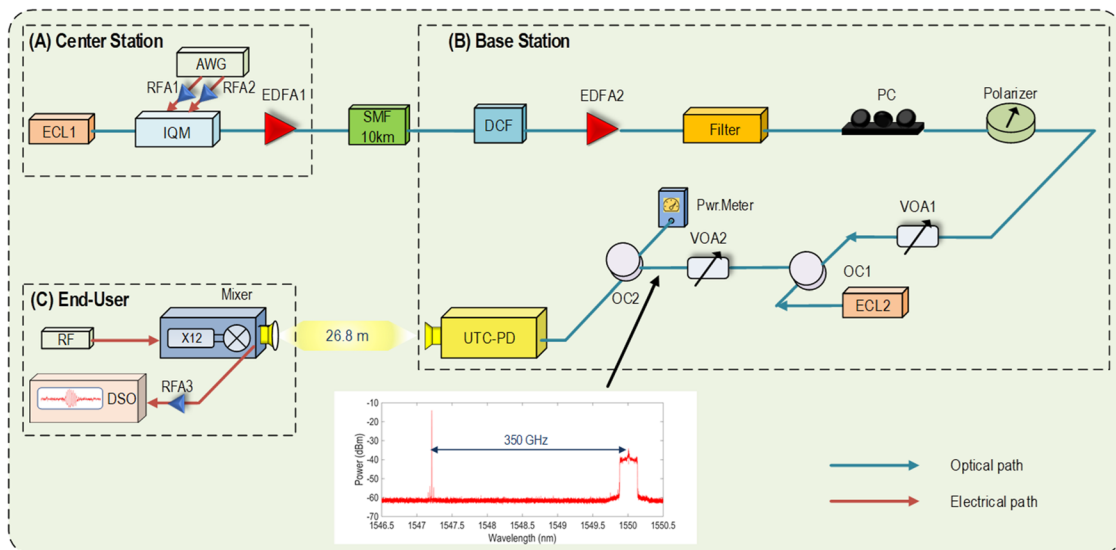 (A) Center Station
AWG
RFA1
RFA2
ECL1
IQM
EDFA1
SMF
10km
(B) Base Station
DCF
EDFA2
Filter
PC
Polarizer
Pwr.Meter
VOA1
VOA2
OC1
OC2
ECL2
UTC-PD
26.8 m
(C) End-User
Mixer
RF
X12
RFA3
DSO
350 GHz
Power (dBm)
-10
-20
-30
-40
-50
-60
-70
1546.5 1547 1547.5 1548 1548.5 1549 1549.5 1550 1550.5
Wavelength (nm)
Optical path
Electrical path